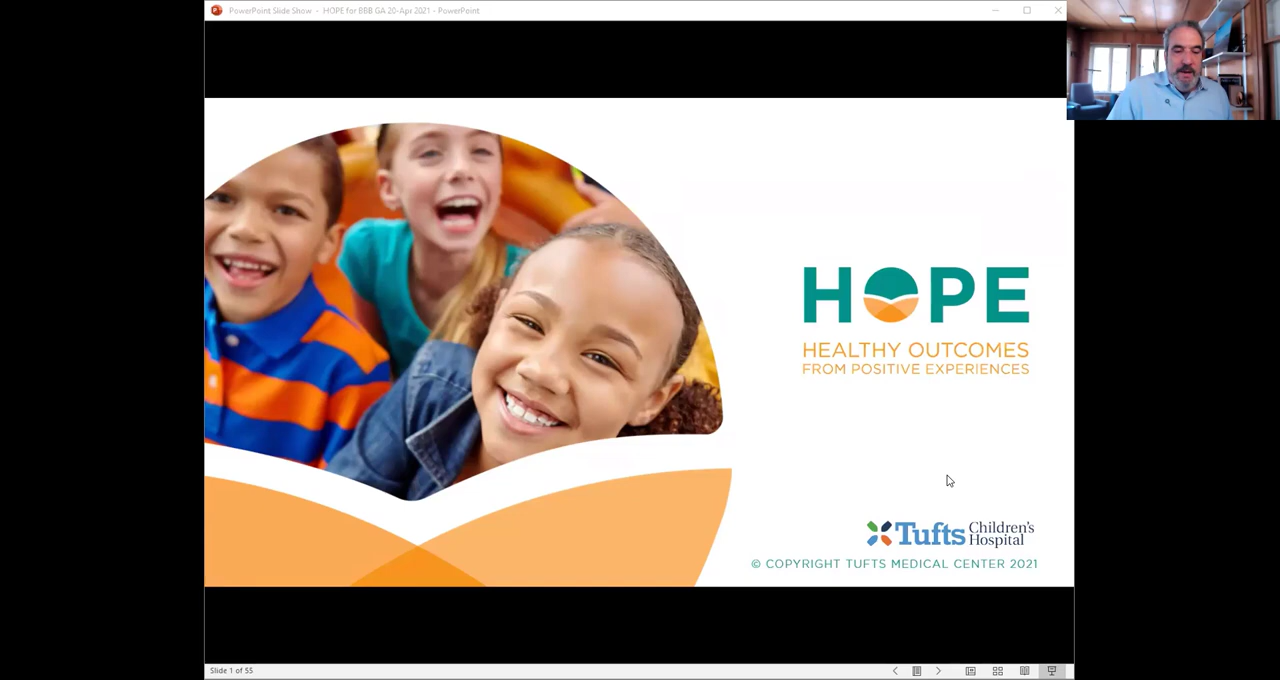 PowerPoint Slide Show - HOPE for BBB GA 20-Apr 2021 - PowerPoint
HOPE
HEALTHY OUTCOMES
FROM POSITIVE EXPERIENCES
Tufts Children's
Hospital
© COPYRIGHT TUFTS MEDICAL CENTER 2021
Slide 1 of 55